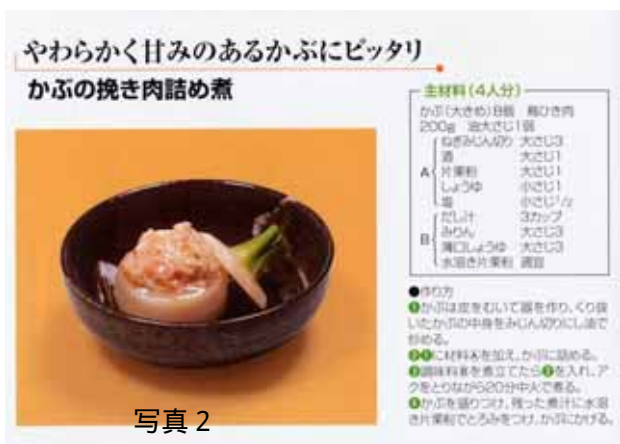 やわらかく甘みのあるかぶにピッタリ
かぶの挽き肉詰め煮
主材料(4人分)
かぶ(大きめ)8個 鳥ひき肉
200g 油大さじ1強
A
ねぎみじん切り 大さじ3
酒 大さじ1
片栗粉 大さじ1
しょうゆ 小さじ1
塩 小さじ1/2
B
だし汁 3カップ
みりん 大さじ3
薄口しょうゆ 大さじ3
水溶き片栗粉 適宜
●作り方
❶かぶは皮をむいて器を作り、くり抜
いたかぶの中身をみじん切りにし油で
炒める。
❷❶に材料Aを加え、かぶに詰める。
❸調味料Bを煮立てたら❷を入れ、ア
クをとりながら20分中火で煮る。
❹かぶを盛りつけ、残った煮汁に水溶
き片栗粉でとろみをつけ、かぶにかける。
写真2